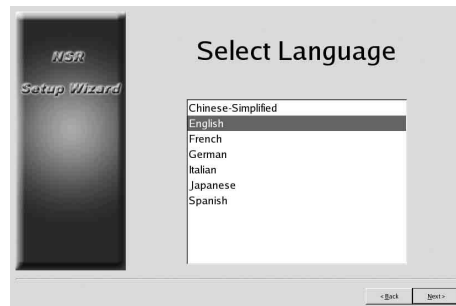 NSR
Setup Wizard
Select Language
Chinese-Simplified
English
French
German
Italian
Japanese
Spanish
<Back
Next>